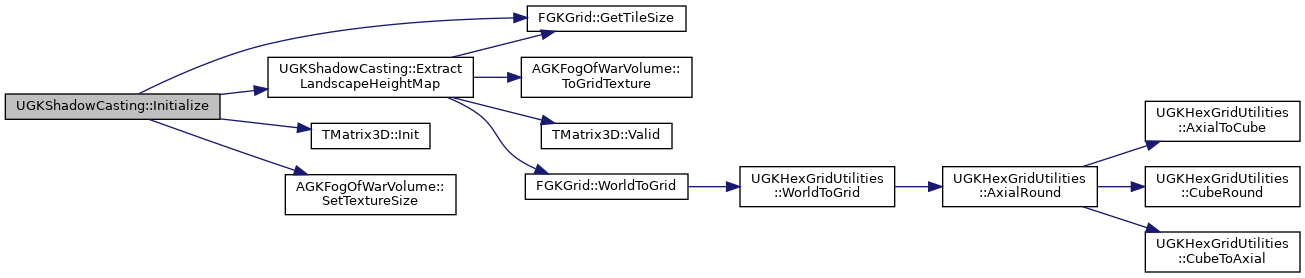 UGKShadowCasting::Initialize
FGKGrid::GetTileSize
UGKShadowCasting::Extract
LandscapeHeightMap
TMatrix3D::Init
AGKFogOfWarVolume::
SetTextureSize
AGKFogOfWarVolume::
ToGridTexture
TMatrix3D::Valid
FGKGrid::WorldToGrid
UGKHexGridUtilities
::WorldToGrid
UGKHexGridUtilities
::AxialRound
UGKHexGridUtilities
::AxialToCube
UGKHexGridUtilities
::CubeRound
UGKHexGridUtilities
::CubeToAxial